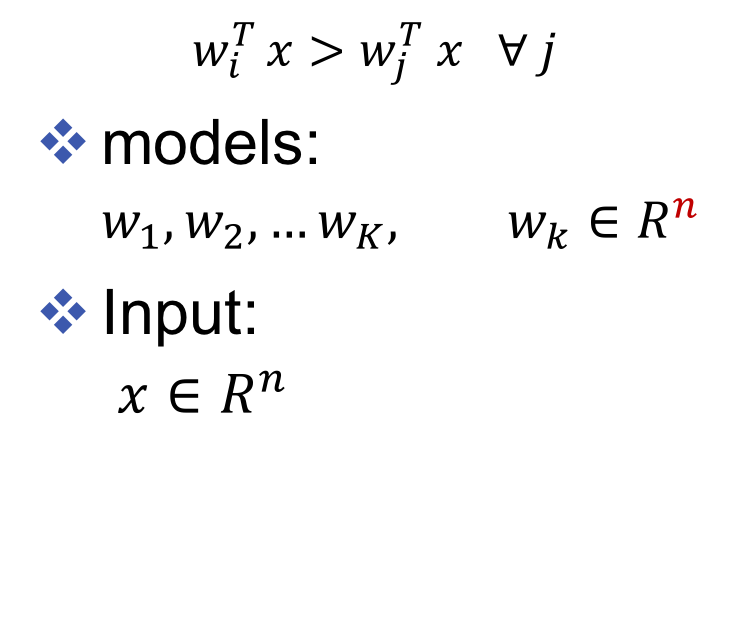 w_i^T x > w_j^T x ∀ j
❖ models:
w_1, w_2, … w_K, w_k ∈ R^n
❖ Input:
x ∈ R^n